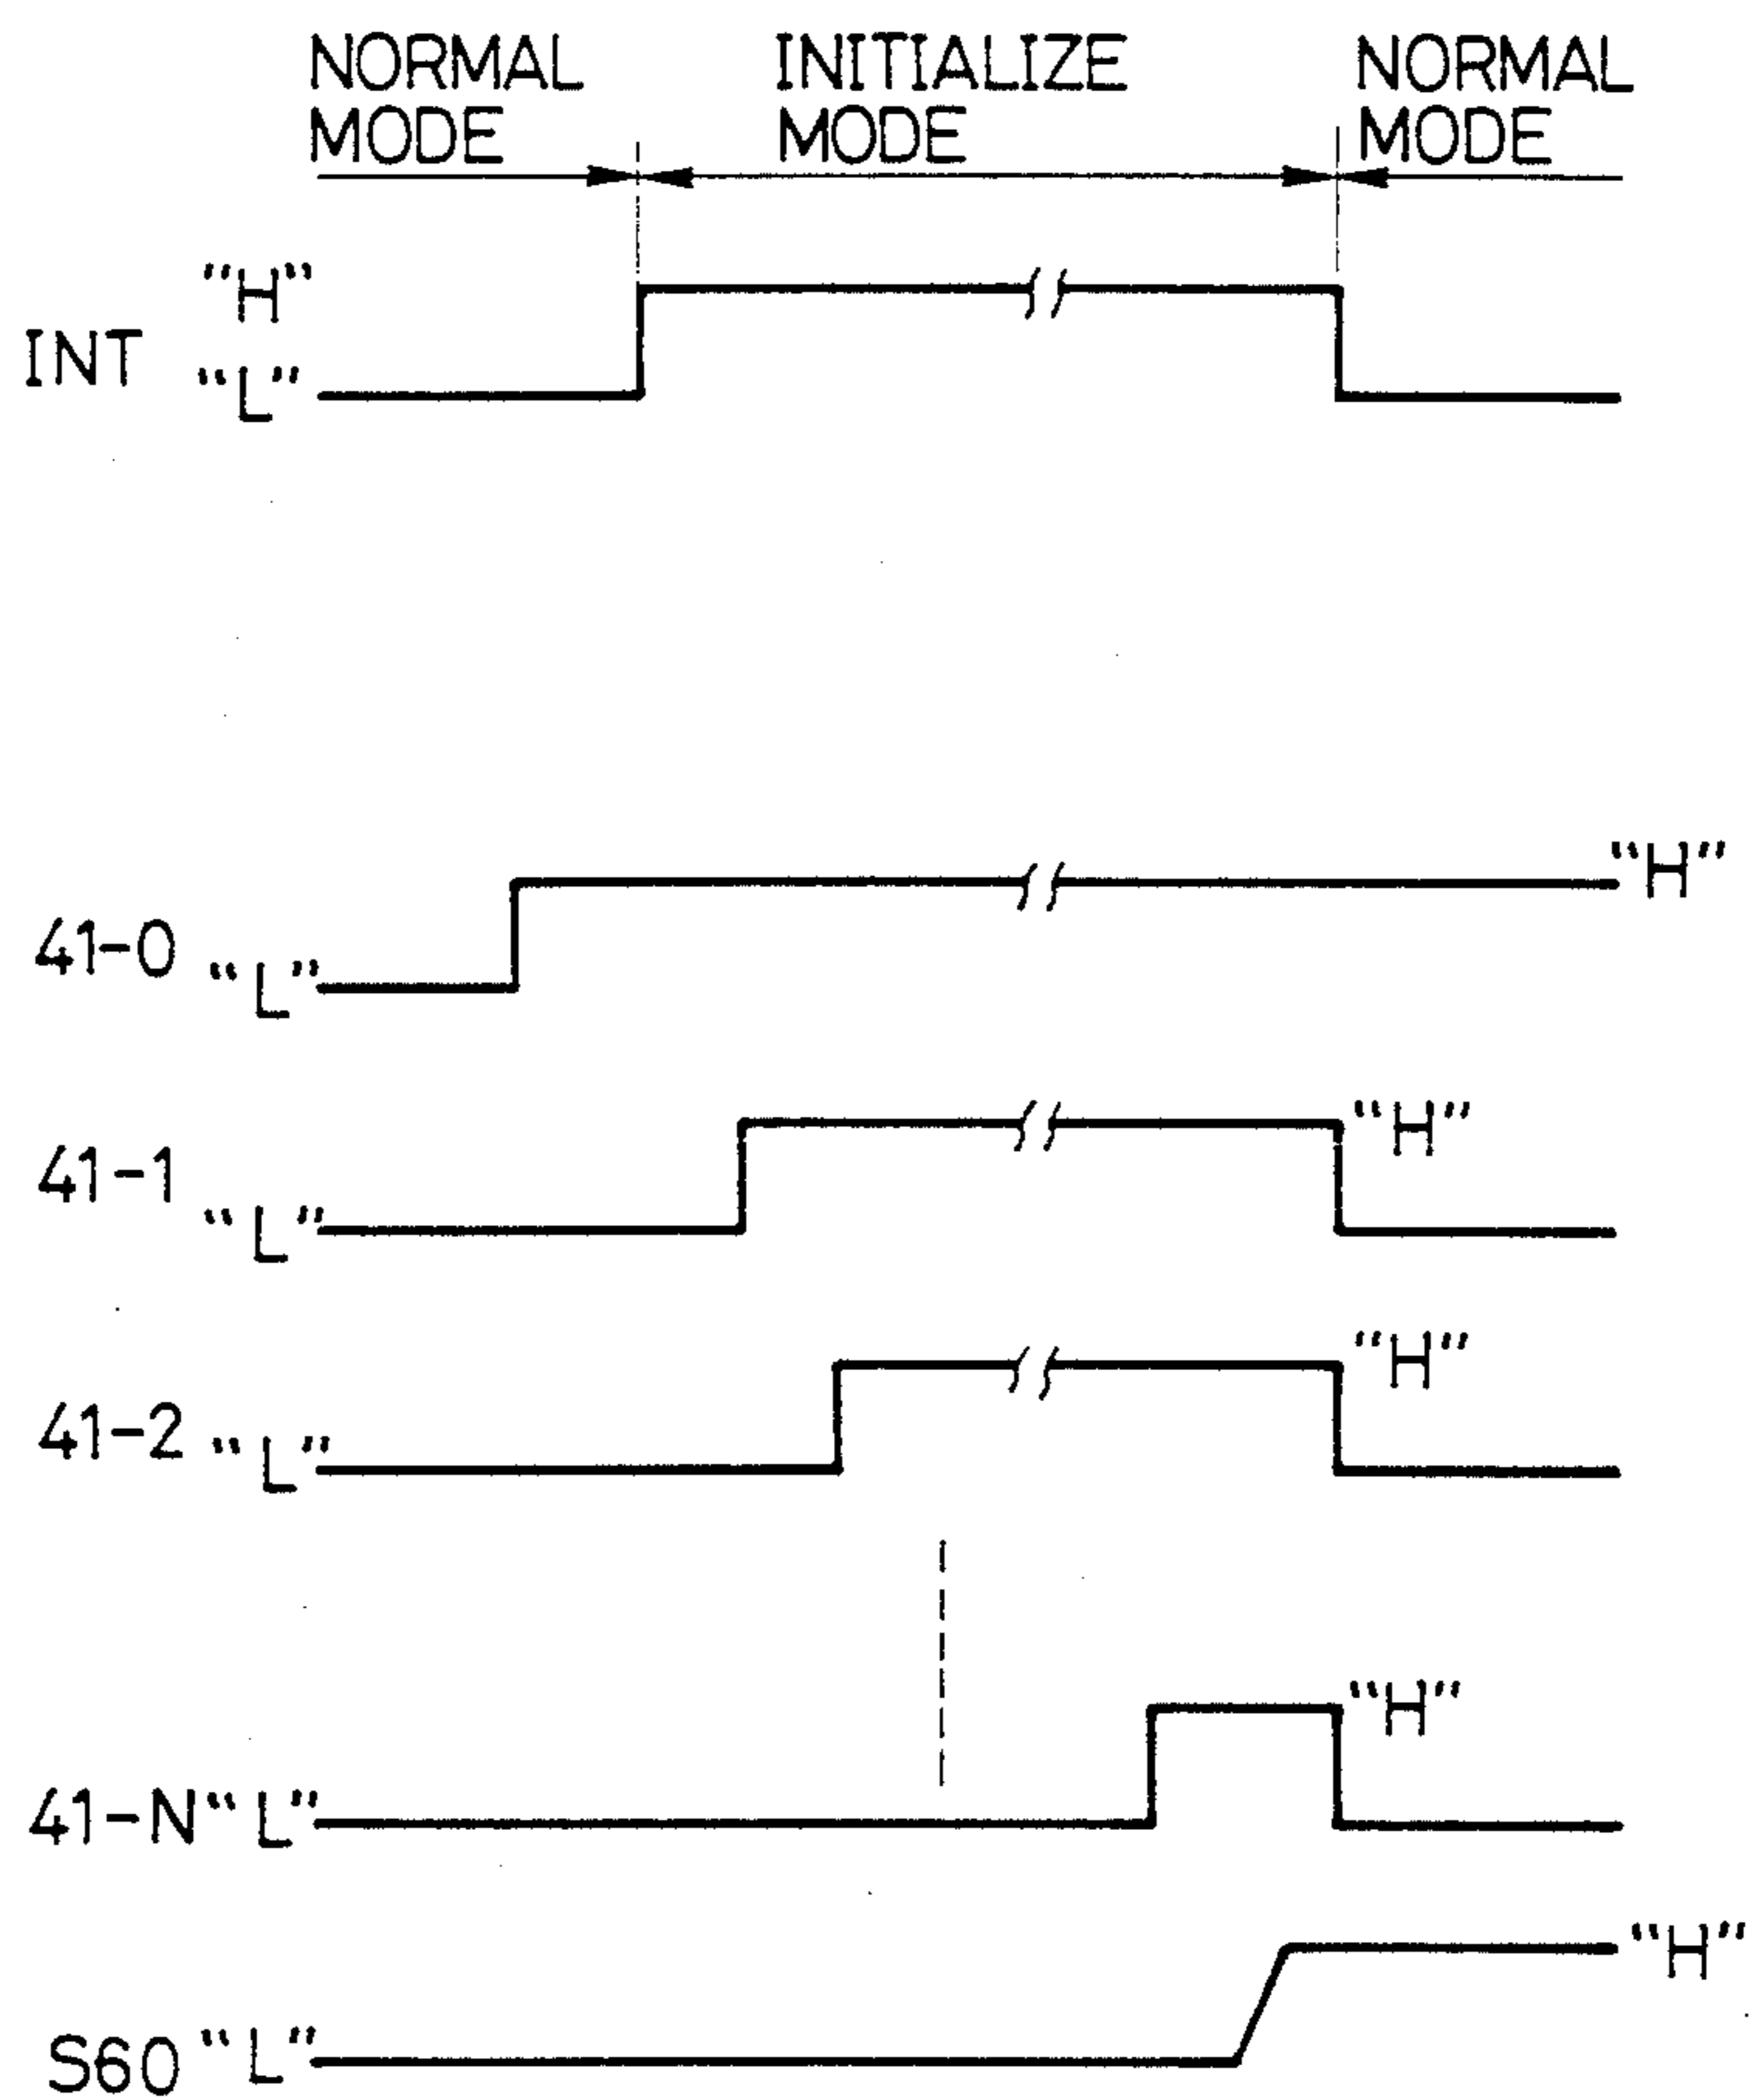 NORMAL MODE
INITIALIZE MODE
NORMAL MODE
"H"
INT "L"
"H"
41-0 "L"
"H"
41-1 "L"
"H"
41-2 "L"
"H"
41-N "L"
"H"
S60 "L"